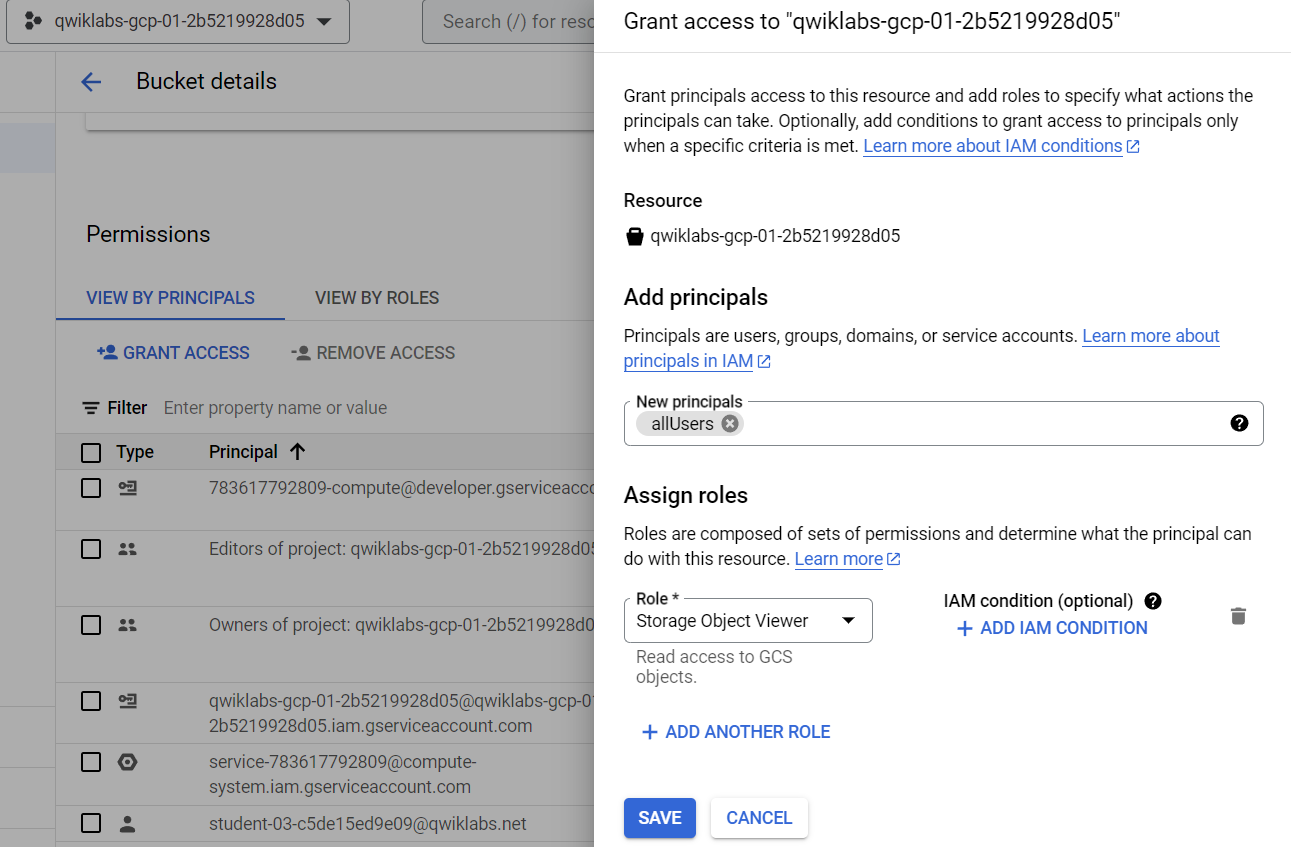 qwiklabs-gcp-01-2b5219928d05
Search (/) for reso
Bucket details
Permissions
VIEW BY PRINCIPALS
VIEW BY ROLES
GRANT ACCESS
REMOVE ACCESS
Filter Enter property name or value
Type Principal
783617792809-compute@developer.gserviceacco
Editors of project: qwiklabs-gcp-01-2b5219928d05
Owners of project: qwiklabs-gcp-01-2b5219928d0
qwiklabs-gcp-01-2b5219928d05@qwiklabs-gcp-01
2b5219928d05.iam.gserviceaccount.com
service-783617792809@compute-
system.iam.gserviceaccount.com
student-03-c5de15ed9e09@qwiklabs.net
Grant access to "qwiklabs-gcp-01-2b5219928d05"
Grant principals access to this resource and add roles to specify what actions the
principals can take. Optionally, add conditions to grant access to principals only
when a specific criteria is met. Learn more about IAM conditions
Resource
qwiklabs-gcp-01-2b5219928d05
Add principals
Principals are users, groups, domains, or service accounts. Learn more about
principals in IAM
New principals
allUsers
Assign roles
Roles are composed of sets of permissions and determine what the principal can
do with this resource. Learn more
Role *
Storage Object Viewer
Read access to GCS
objects.
IAM condition (optional)
+ ADD IAM CONDITION
+ ADD ANOTHER ROLE
SAVE
CANCEL